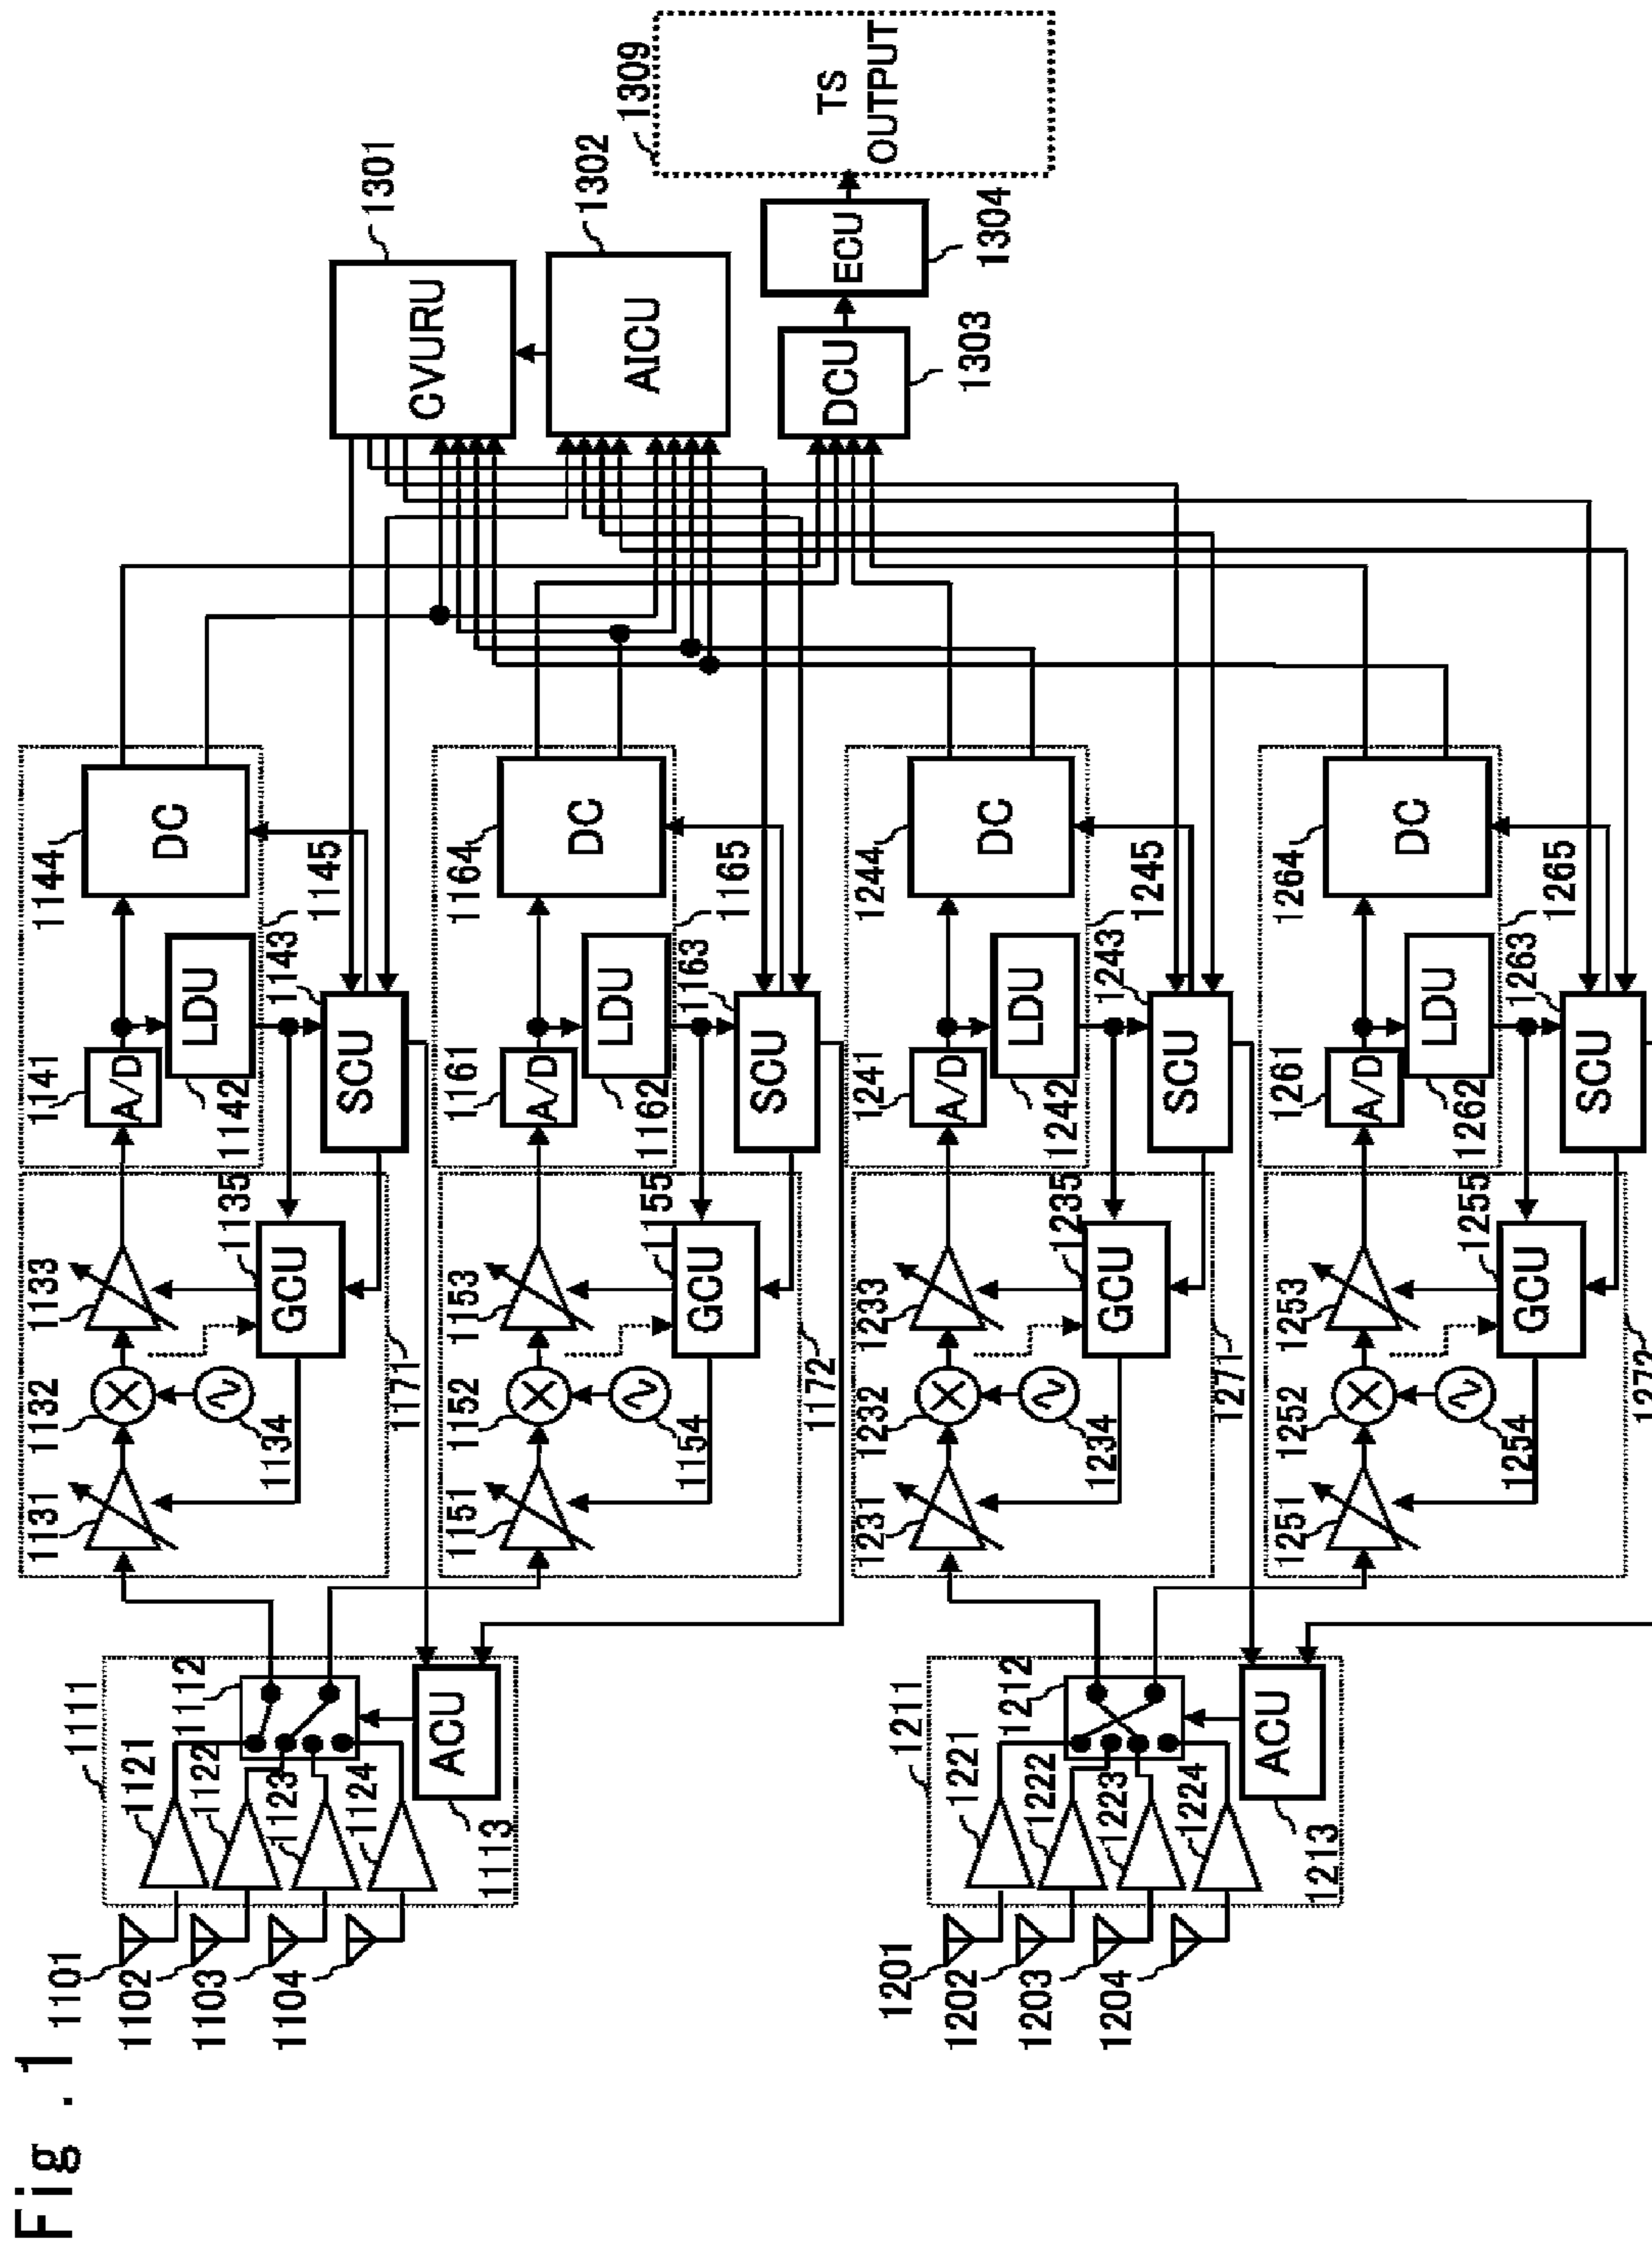 Fig .1
1101
1102
1103
1104
1111
1121
1122
1123
1124
1112
ACU
1113
1131
1132
1133
1134
1135
GCU
1171
1141
A/D
1142
LDU
1143
SCU
1144
DC
1145
1151
1152
1153
1154
1155
GCU
1172
1161
A/D
1162
LDU
1163
SCU
1164
DC
1165
1201
1202
1203
1204
1211
1221
1222
1223
1224
1212
ACU
1213
1231
1232
1233
1234
1235
GCU
1271
1241
A/D
1242
LDU
1243
SCU
1244
DC
1245
1251
1252
1253
1254
1255
GCU
1272
1261
A/D
1262
LDU
1263
SCU
1264
DC
1265
GVURU
1301
AICU
1302
DCU
1303
ECU
1304
TS
OUTPUT
1309